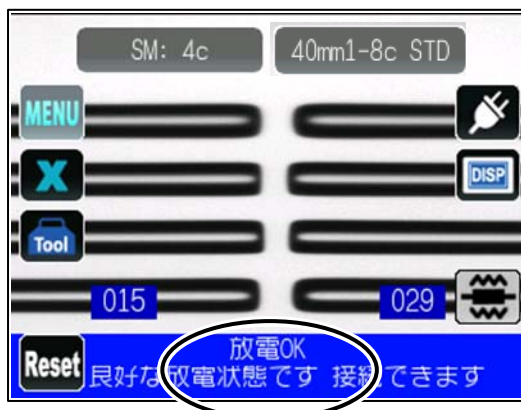 SM: 4c
40mm1-8c STD
MENU
X
DISP
Tool
015
029
Reset
放電OK
良好な放電状態です 接続できます